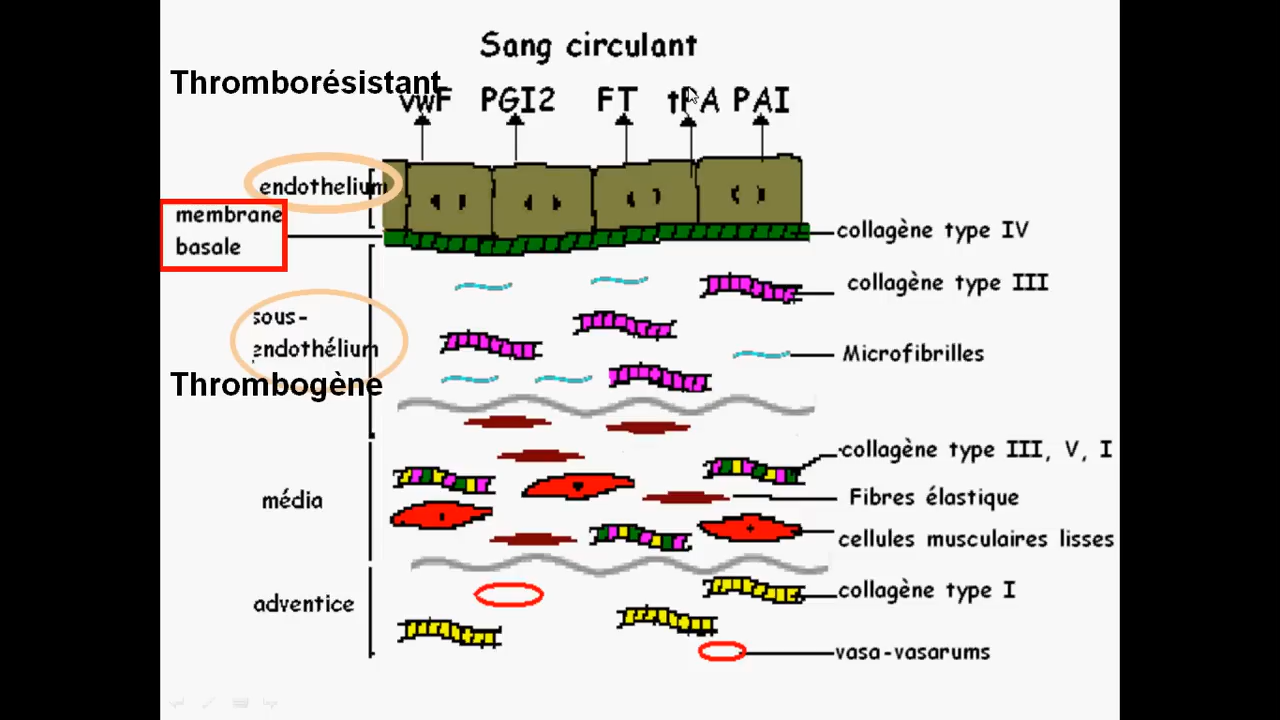 Sang circulant
Thromborésistant
vwF PGI2 FT tPA PAI
endothelium
membrane
basale
collagène type IV
collagène type III
sous-
endothélium
Microfibrilles
Thrombogène
collagène type III, V, I
média
Fibres élastique
cellules musculaires lisses
adventice
collagène type I
vasa-vasarums